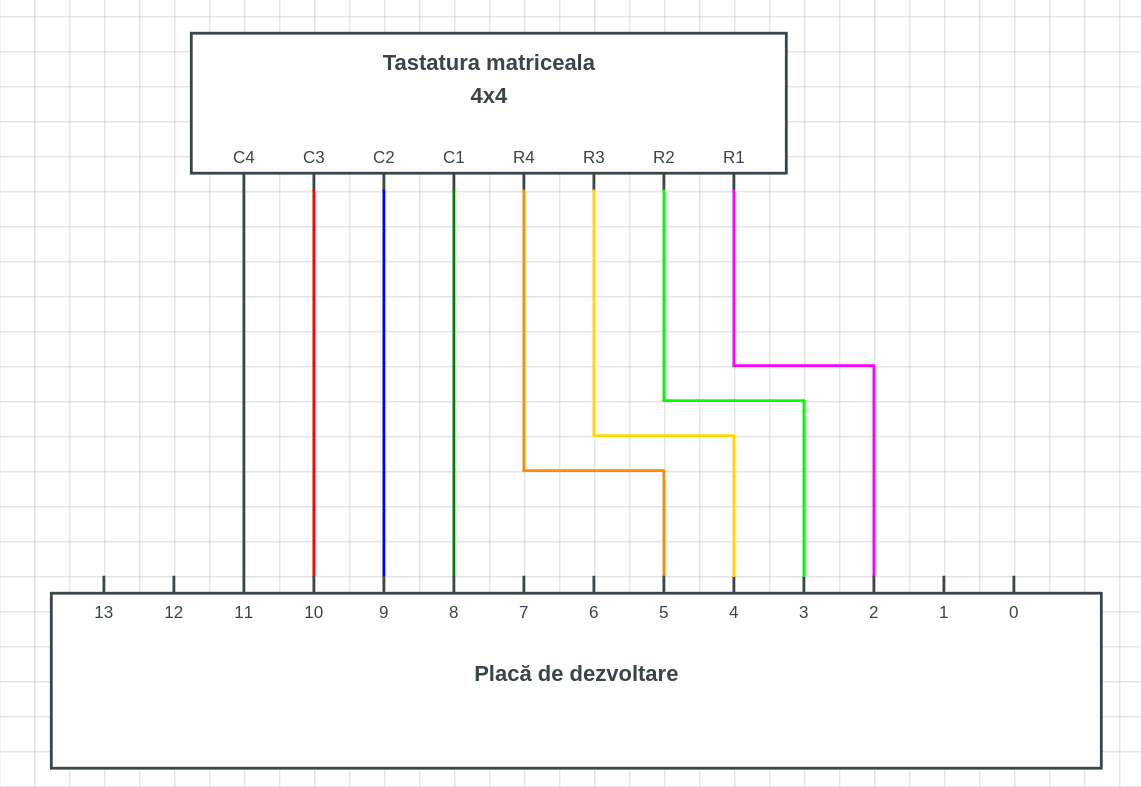 Tastatura matriceala
4x4
C4 C3 C2 C1 R4 R3 R2 R1
13 12 11 10 9 8 7 6 5 4 3 2 1 0
Placă de dezvoltare